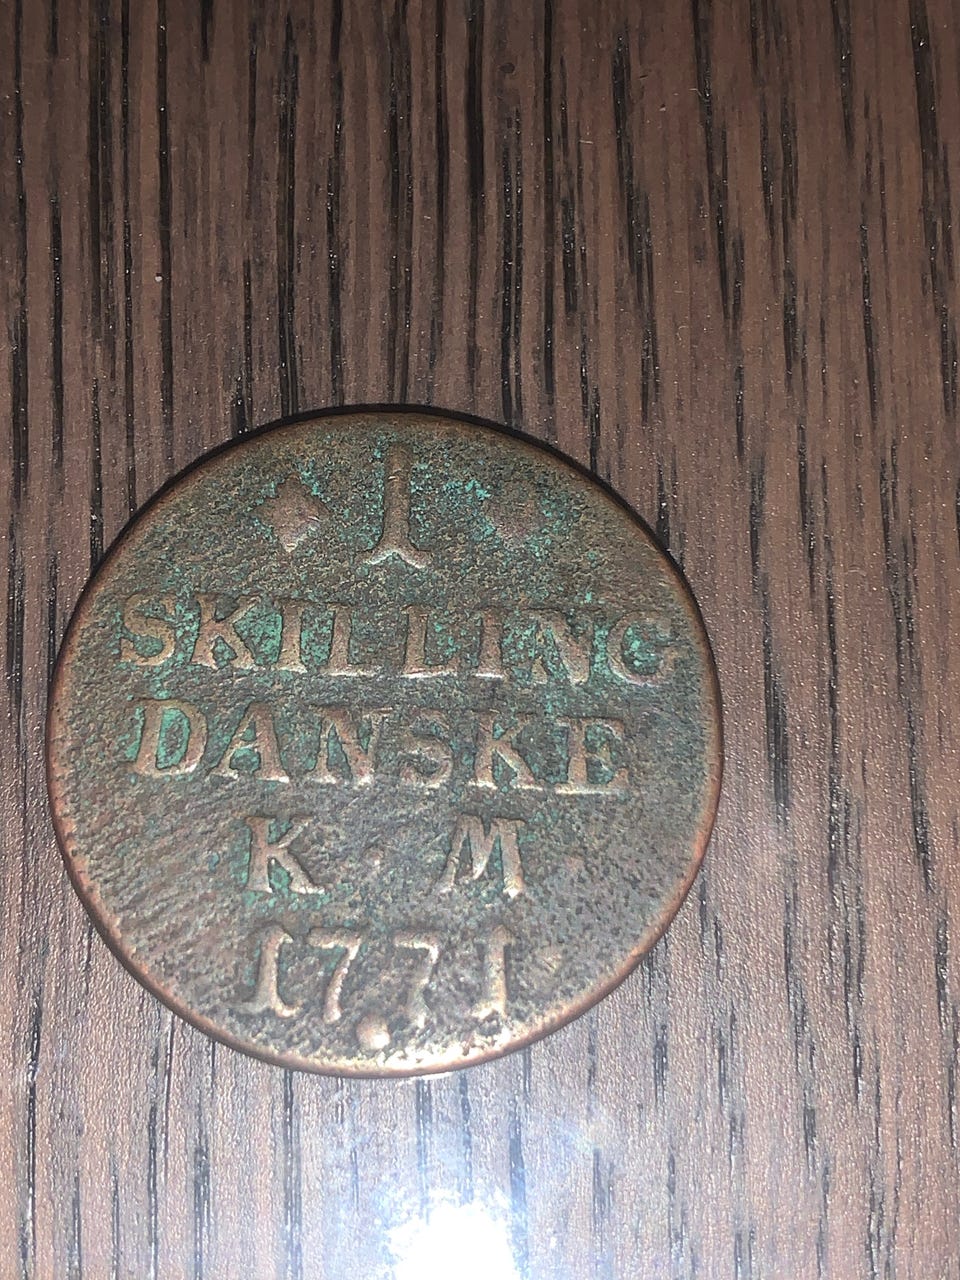 1
SKILLING
DANSKE
K · M
1771